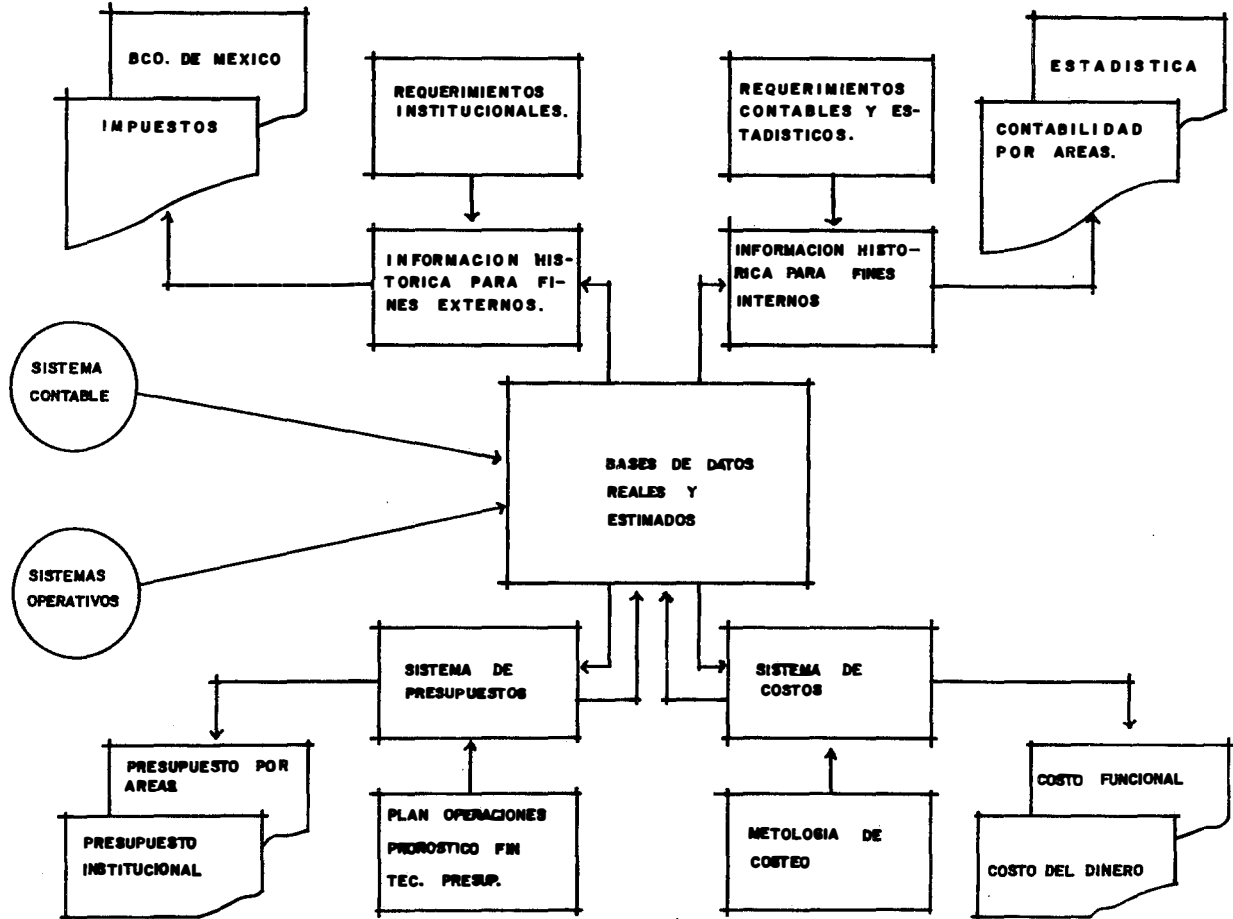 BCO. DE MEXICO
IMPUESTOS
REQUERIMIENTOS
INSTITUCIONALES.
REQUERIMIENTOS
CONTABLES Y ES-
TADISTICOS.
ESTADISTICA
CONTABILIDAD
POR AREAS.
INFORMACION HIS-
TORICA PARA FI-
NES EXTERNOS.
INFORMACION HISTO-
RICA PARA FINES
INTERNOS
SISTEMA
CONTABLE
BASES DE DATOS
REALES Y
ESTIMADOS
SISTEMAS
OPERATIVOS
SISTEMA DE
PRESUPUESTOS
SISTEMA DE
COSTOS
PRESUPUESTO POR
AREAS
PRESUPUESTO
INSTITUCIONAL
PLAN OPERACIONES
PRONOSTICO FIN
TEC. PRESUP.
METOLOGIA DE
COSTEO
COSTO FUNCIONAL
COSTO DEL DINERO